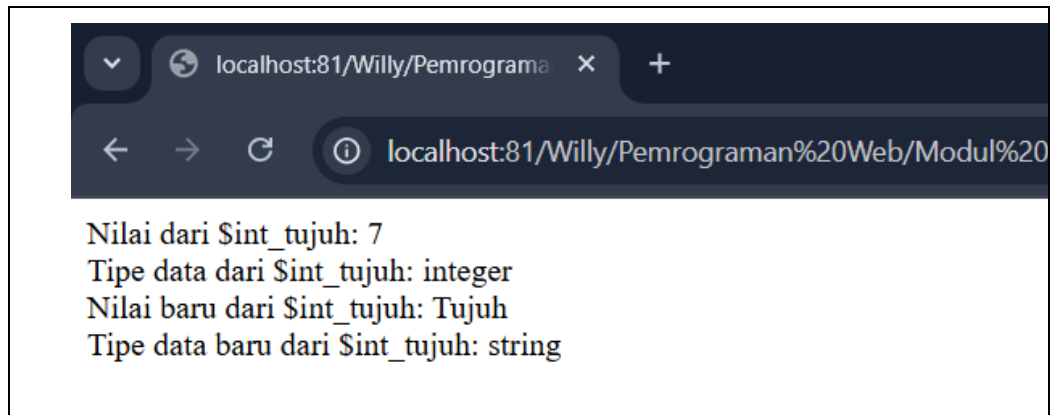 localhost:81/Willy/Pemrograma
localhost:81/Willy/Pemrograman%20Web/Modul%20
Nilai dari $int_tujuh: 7
Tipe data dari $int_tujuh: integer
Nilai baru dari $int_tujuh: Tujuh
Tipe data baru dari $int_tujuh: string